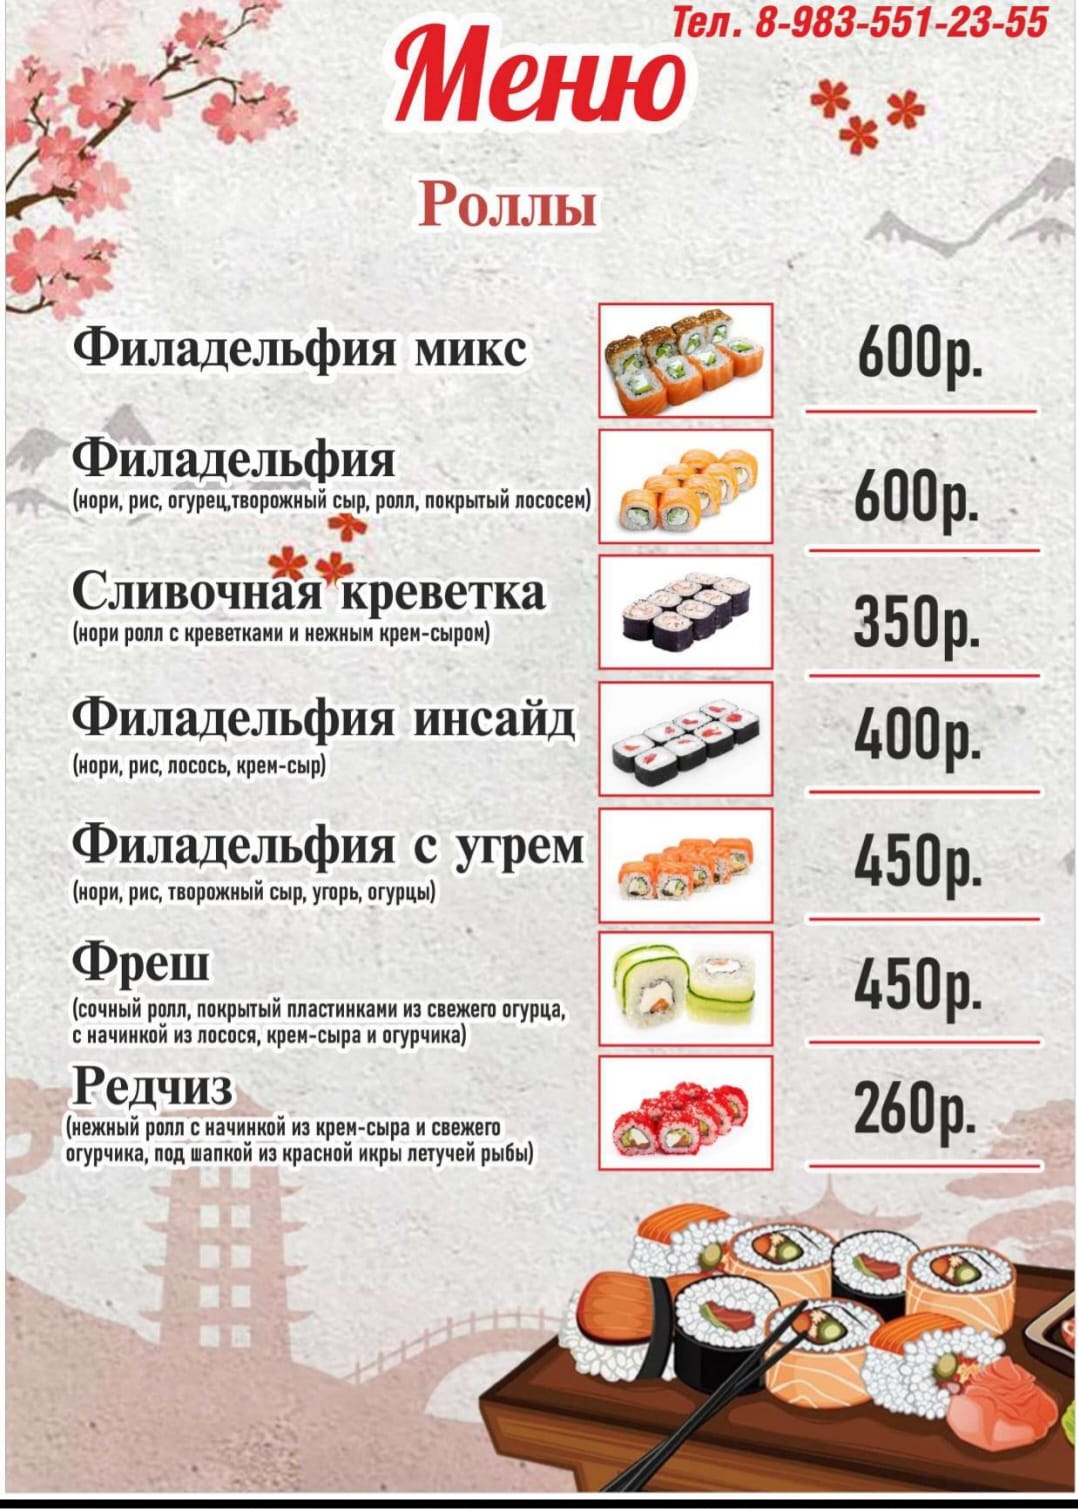 Тел. 8-983-551-23-55
Меню
Роллы
Филадельфия микс
600р.
Филадельфия
(нори, рис, огурец,творожный сыр, ролл, покрытый лососем)
600р.
Сливочная креветка
(нори ролл с креветками и нежным крем-сыром)
350р.
Филадельфия инсайд
(нори, рис, лосось, крем-сыр)
400р.
Филадельфия с угрем
(нори, рис, творожный сыр, угорь, огурцы)
450р.
Фреш
(сочный ролл, покрытый пластинками из свежего огурца,
с начинкой из лосося, крем-сыра и огурчика)
450р.
Редчиз
(нежный ролл с начинкой из крем-сыра и свежего
огурчика, под шапкой из красной икры летучей рыбы)
260р.